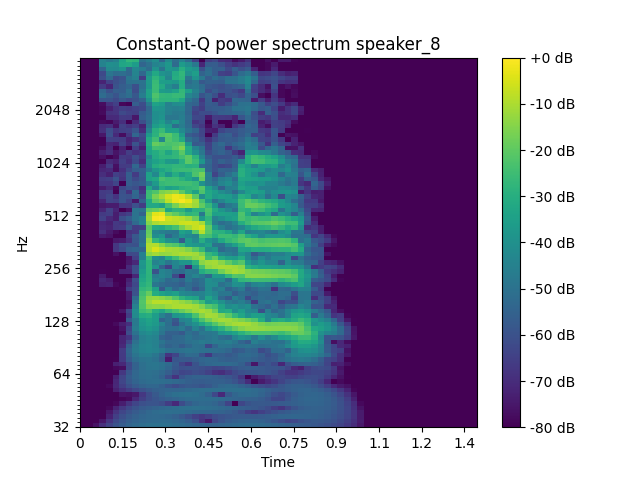 Constant-Q power spectrum speaker_8
Hz
2048
1024
512
256
128
64
32
0 0.15 0.3 0.45 0.6 0.75 0.9 1.1 1.2 1.4
Time
+0 dB
-10 dB
-20 dB
-30 dB
-40 dB
-50 dB
-60 dB
-70 dB
-80 dB